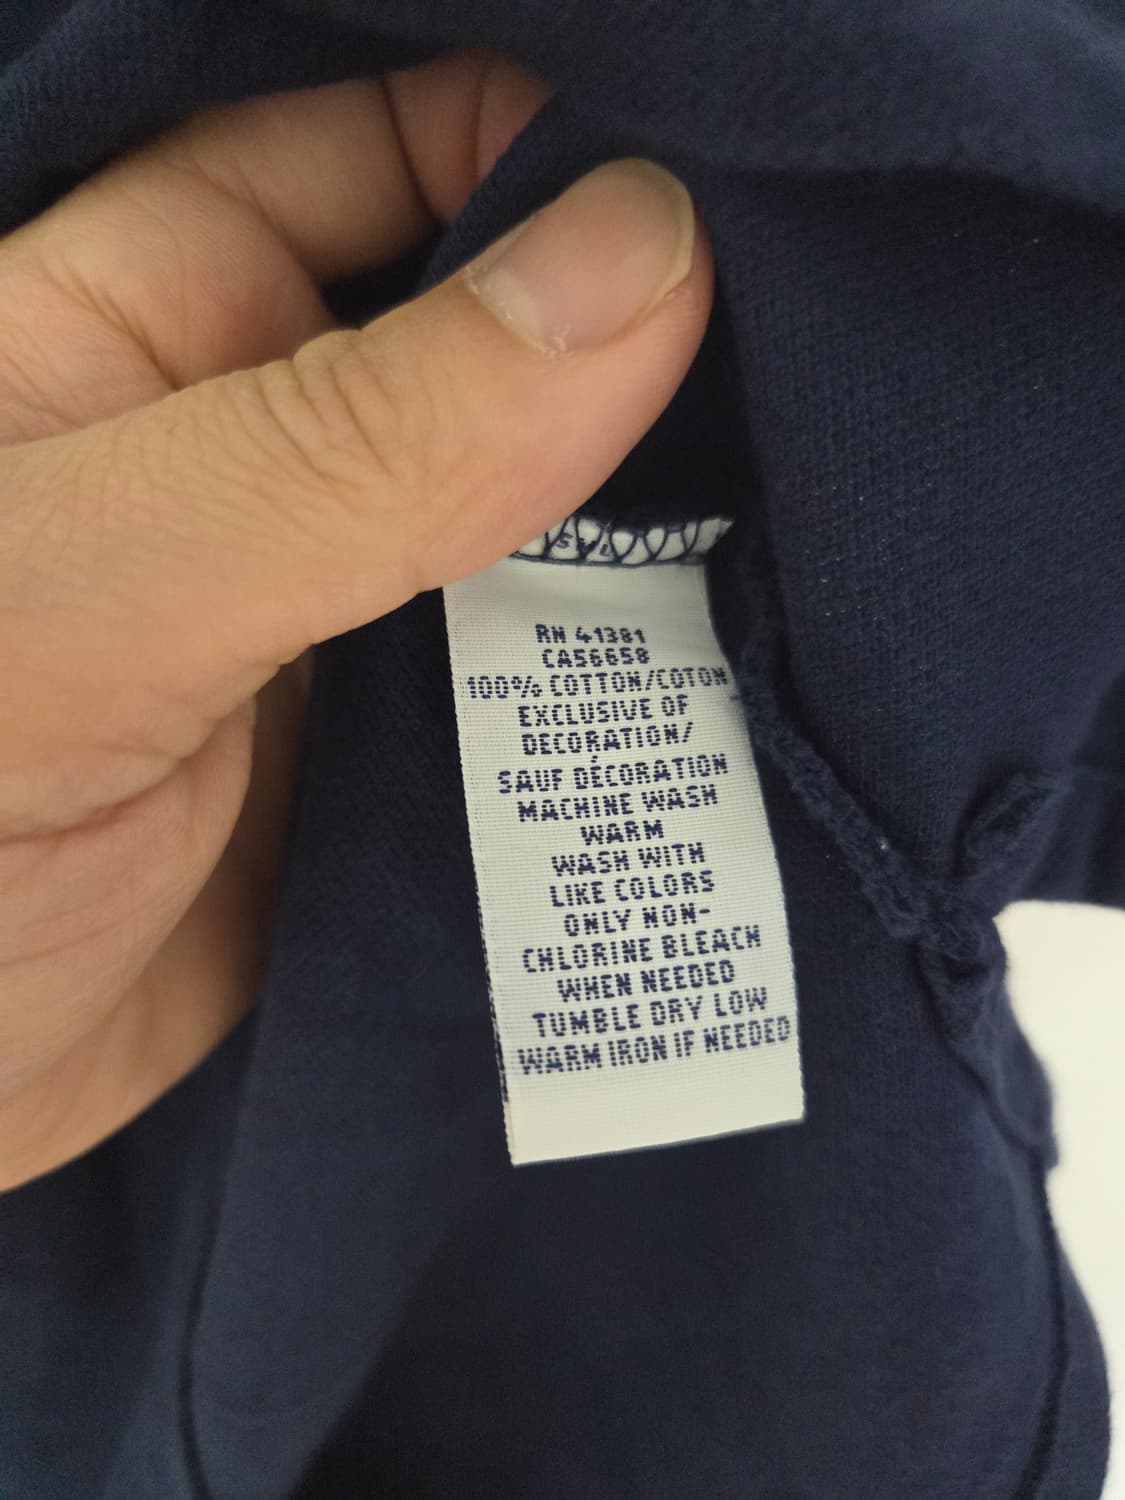 RN 41381
CA56658
100% COTTON/COTON
EXCLUSIVE OF
DECORATION/
SAUF DÉCORATION
MACHINE WASH
WARM
WASH WITH
LIKE COLORS
ONLY NON-
CHLORINE BLEACH
WHEN NEEDED
TUMBLE DRY LOW
WARM IRON IF NEEDED